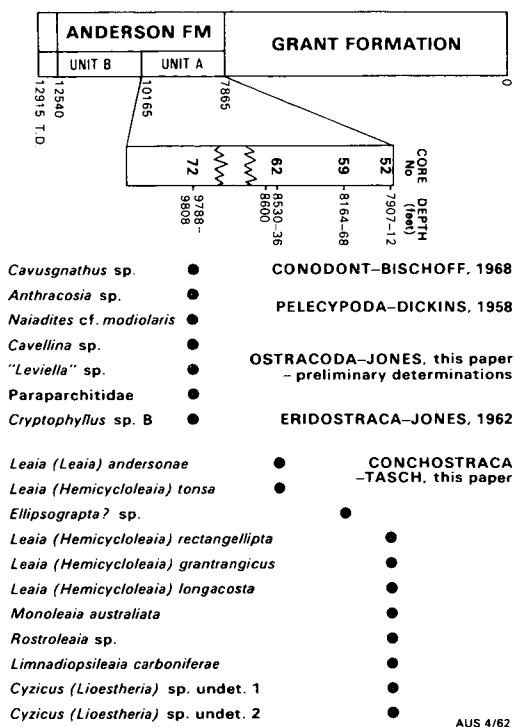 ANDERSON FM
GRANT FORMATION
UNIT B
UNIT A
12915 T.D.
12540
10165
7865
0
72
62
59
52
CORE No
DEPTH (feet)
9788-9808
8600
8530-36
8164-68
7907-12
Cavusgnathus sp. CONODONT–BISCHOFF, 1968
Anthracosia sp.
PELECYPODA–DICKINS, 1958
Naiadites cf. modiolaris
Cavellina sp.
OSTRACODA–JONES, this paper
"Leviella" sp.
– preliminary determinations
Paraparchitidae
Cryptophyllus sp. B ERIDOSTRACA–JONES, 1962
Leaia (Leaia) andersonae CONCHOSTRACA
–TASCH, this paper
Leaia (Hemicycloleaia) tonsa
Ellipsograpta? sp.
Leaia (Hemicycloleaia) rectangellipta
Leaia (Hemicycloleaia) grantrangicus
Leaia (Hemicycloleaia) longacosta
Monoleaia australiata
Rostroleaia sp.
Limnadiopsileaia carboniferae
Cyzicus (Lioestheria) sp. undet. 1
Cyzicus (Lioestheria) sp. undet. 2
AUS 4/62